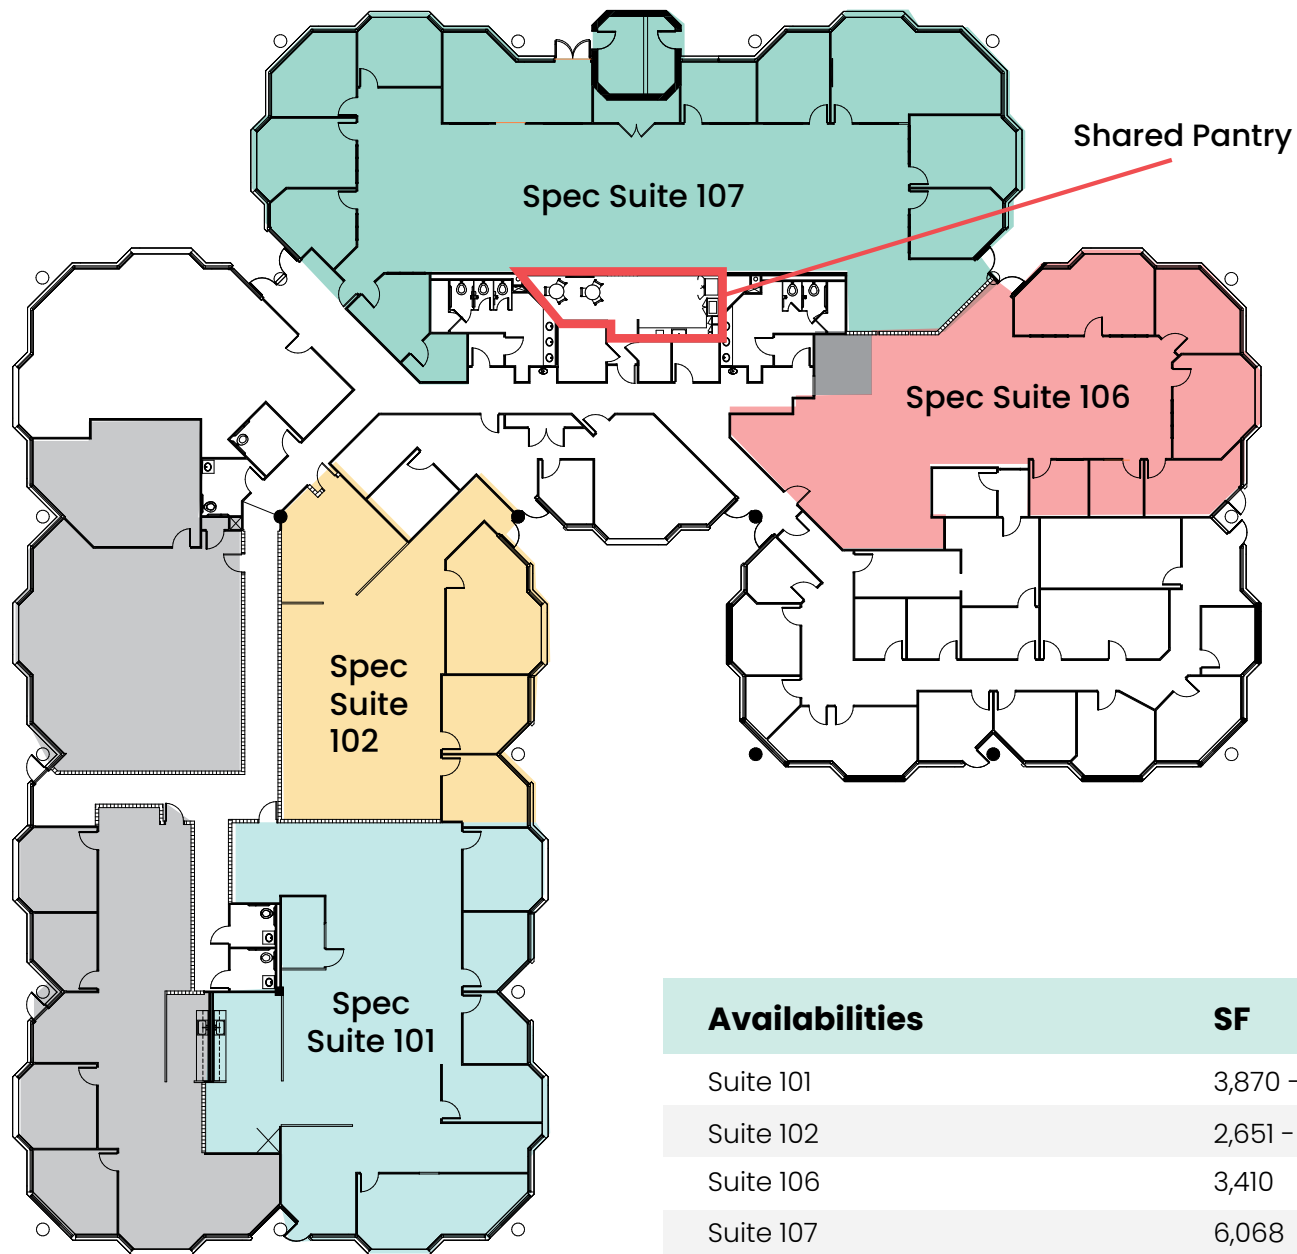 Shared Pantry
Spec Suite 107
Spec Suite 106
Spec
Suite
102
Spec
Suite 101
Availabilities SF
Suite 101 3,870 -
Suite 102 2,651 -
Suite 106 3,410
Suite 107 6,068